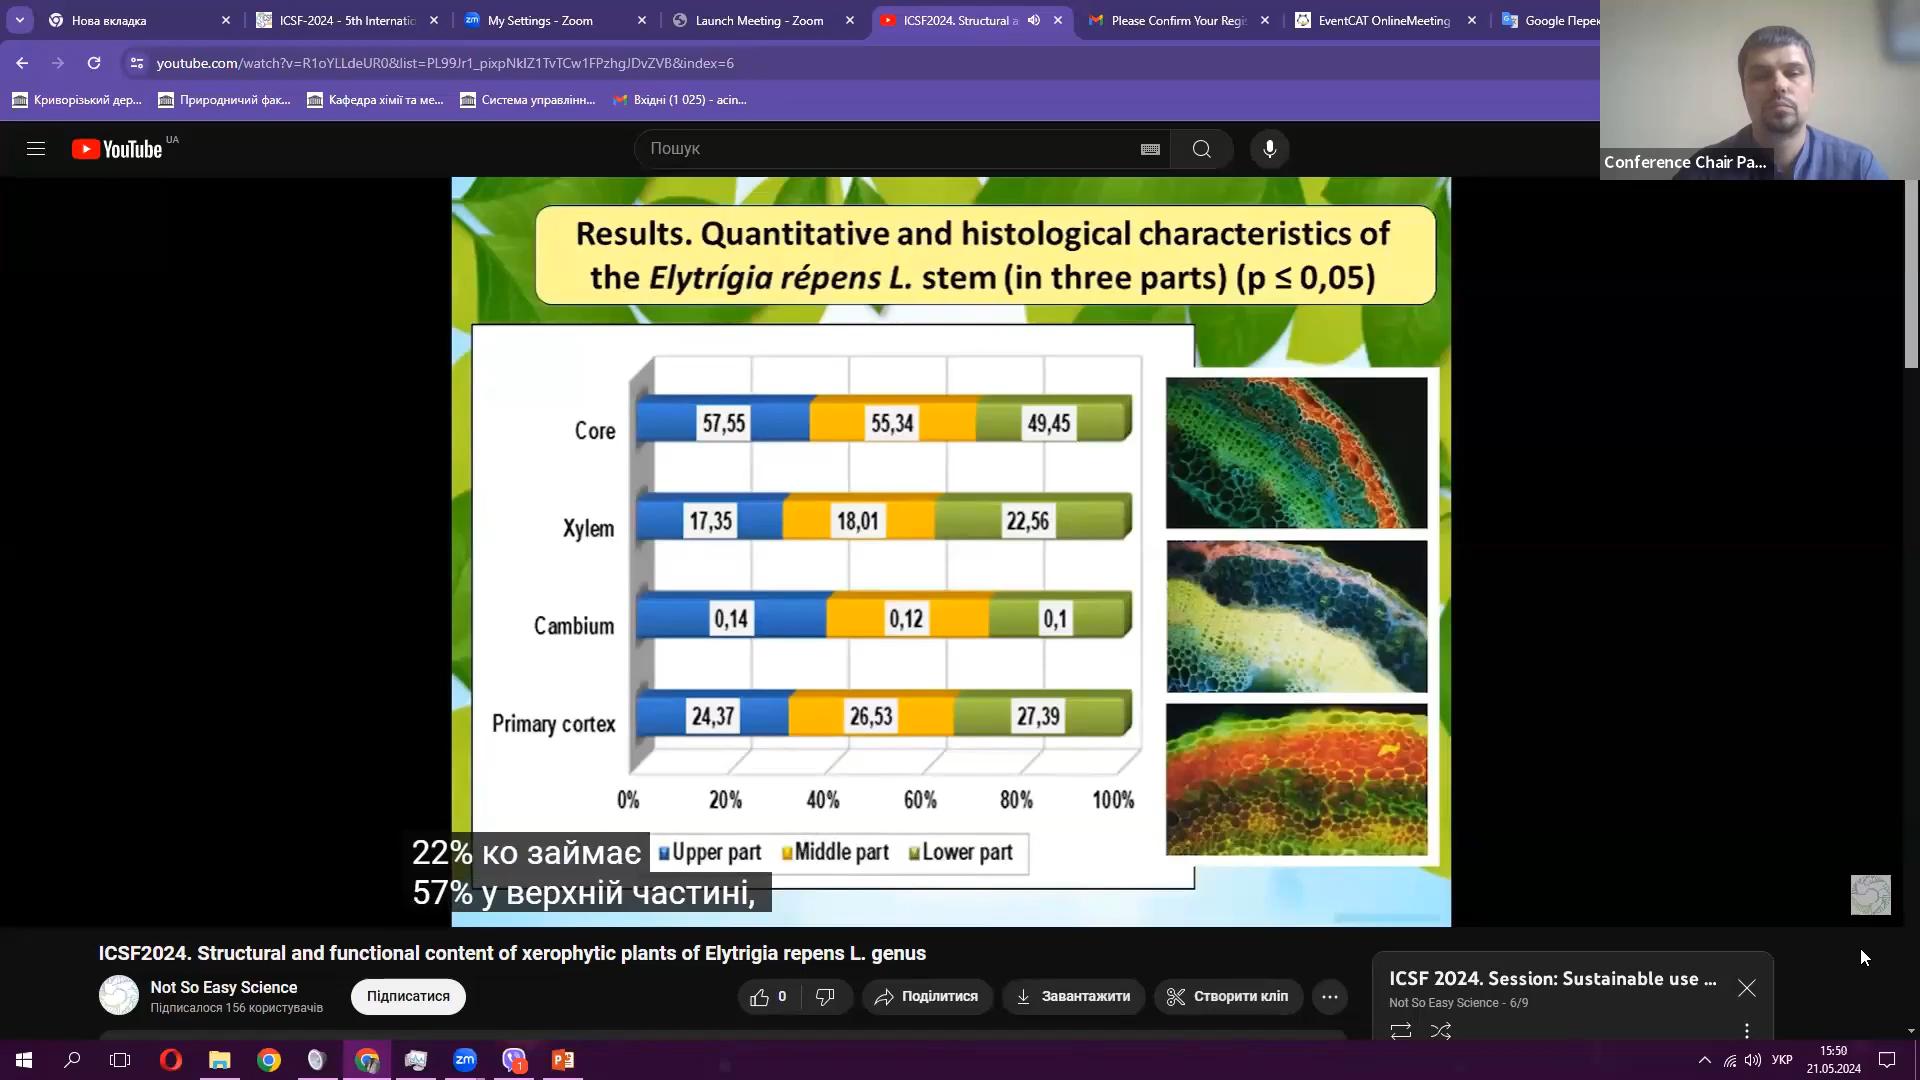 Нова вкладка
ICSF-2024 - 5th Internatio
My Settings - Zoom
Launch Meeting - Zoom
ICSF2024. Structural a
Please Confirm Your Regi
EventCAT OnlineMeeting
Google Перек
youtube.com/watch?v=R1oYLLdeUR0&list=PL99Jr1_pixpNkIZ1TvTCw1FPzhgJDvZVB&index=6
Криворізький дер...
Природничий фак...
Кафедра хімії та ме...
Система управлінн...
Вхідні (1 025) - acin...
Conference Chair Pa...
YouTube UA
Пошук
Results. Quantitative and histological characteristics of
the Elytrígia répens L. stem (in three parts) (p ≤ 0,05)
Core 57,55 55,34 49,45
Xylem 17,35 18,01 22,56
Cambium 0,14 0,12 0,1
Primary cortex 24,37 26,53 27,39
0% 20% 40% 60% 80% 100%
Upper part Middle part Lower part
22% ко займає
57% у верхній частині,
ICSF2024. Structural and functional content of xerophytic plants of Elytrigia repens L. genus
Not So Easy Science
Підписалося 156 користувачів
Підписатися
0
Поділитися
Завантажити
Створити кліп
ICSF 2024. Session: Sustainable use ...
Not So Easy Science - 6/9
zm
1
УКР
15:50
21.05.2024